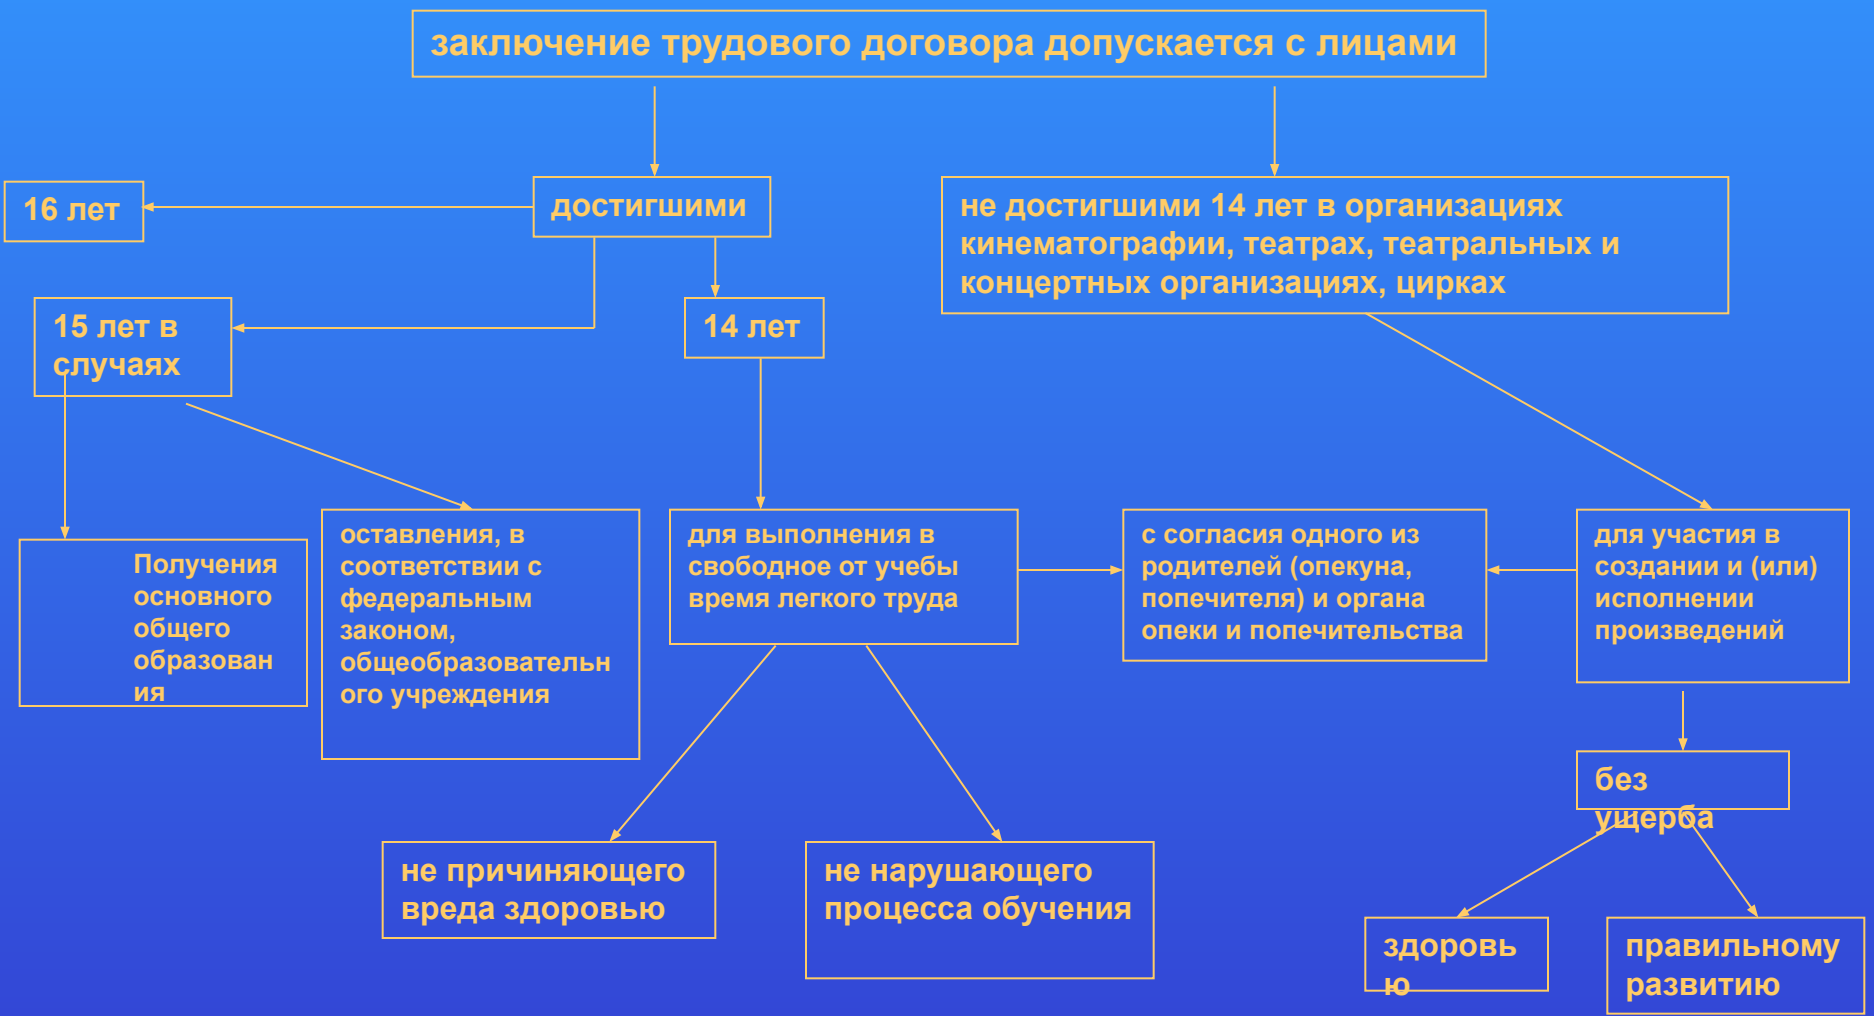 заключение трудового договора допускается с лицами
16 лет
достигшими
не достигшими 14 лет в организациях
кинематографии, театрах, театральных и
концертных организациях, цирках
15 лет в
случаях
14 лет
Получения
основного
общего
образован
ия
оставления, в
соответствии с
федеральным
законом,
общеобразовательн
ого учреждения
для выполнения в
свободное от учебы
время легкого труда
с согласия одного из
родителей (опекуна,
попечителя) и органа
опеки и попечительства
для участия в
создании и (или)
исполнении
произведений
без
ущерба
не причиняющего
вреда здоровью
не нарушающего
процесса обучения
здоровь
ю
правильному
развитию